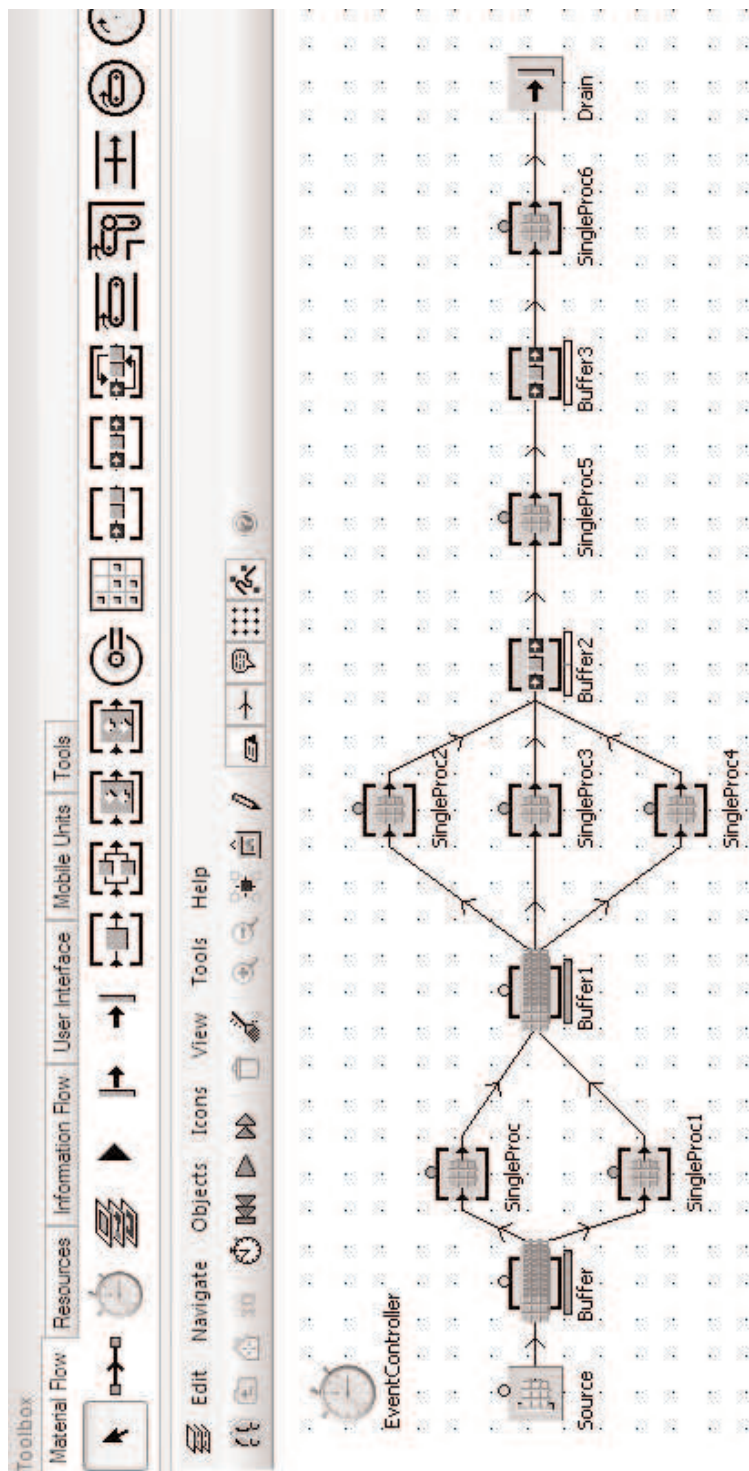 Toolbox
Material Flow Resources Information Flow User Interface Mobile Units Tools
Edit Navigate Objects Icons View Tools Help
EventController
Source
Buffer
SingleProc
SingleProc1
Buffer1
SingleProc2
SingleProc3
SingleProc4
Buffer2
SingleProc5
Buffer3
SingleProc6
Drain